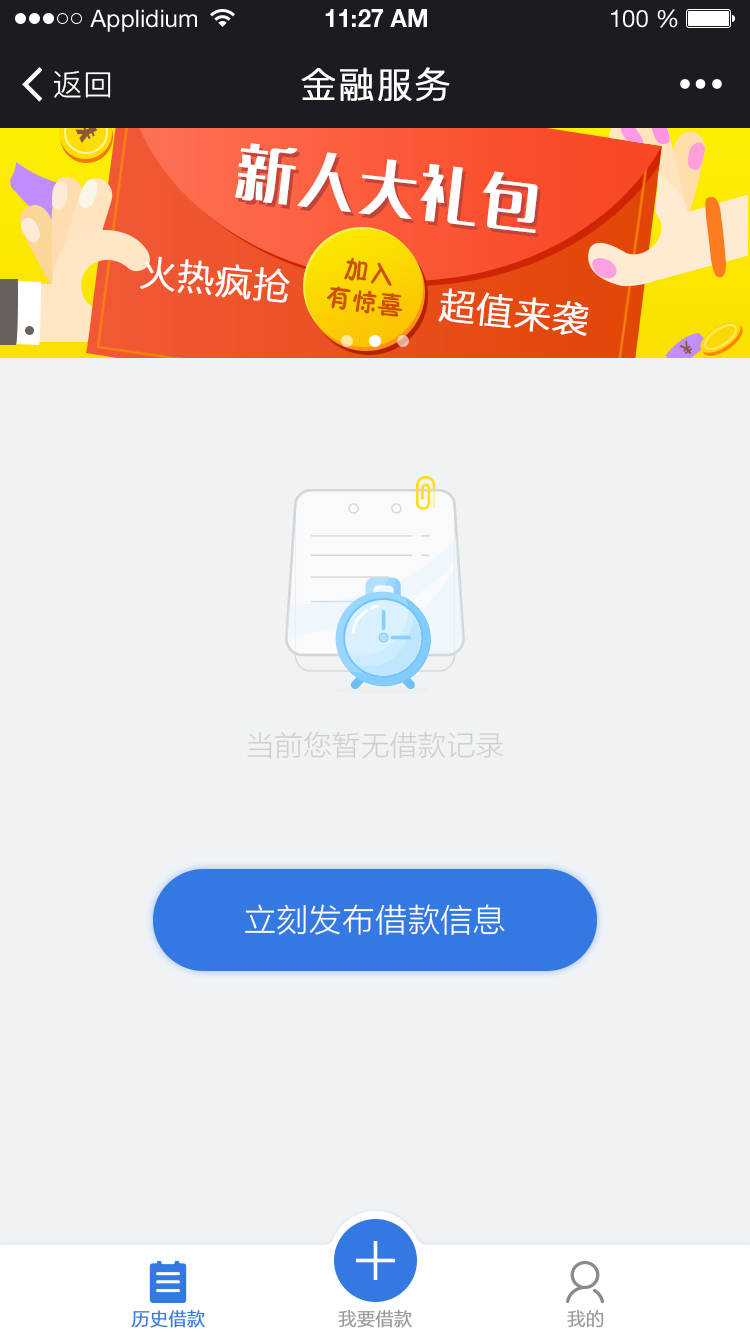 Applidium 11:27 AM 100 %
返回 金融服务
新人大礼包
火热疯抢
加入
有惊喜
超值来袭
当前您暂无借款记录
立刻发布借款信息
历史借款 我要借款 我的